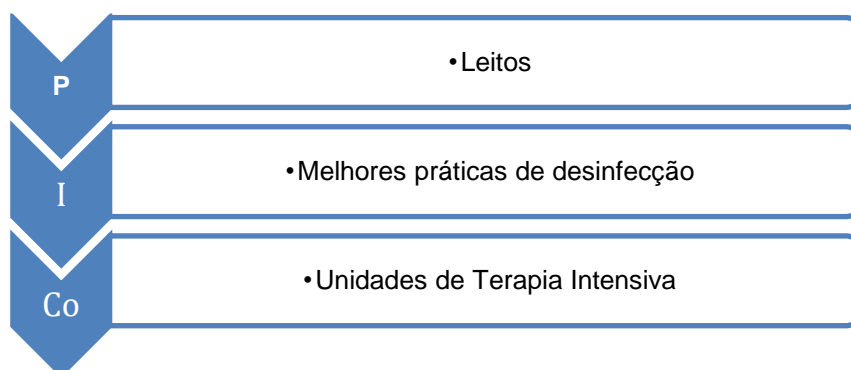 P
•Leitos
I
•Melhores práticas de desinfecção
Co
•Unidades de Terapia Intensiva